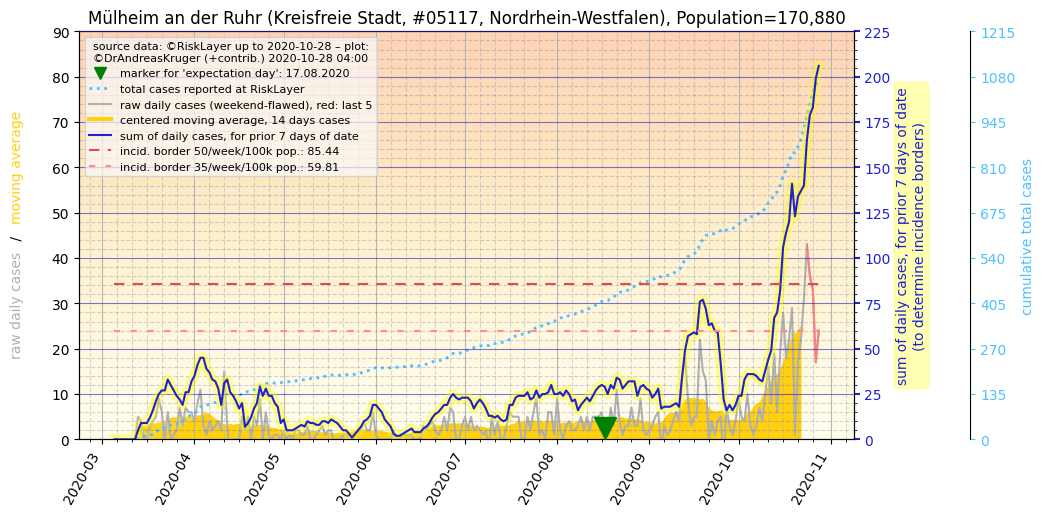 Mülheim an der Ruhr (Kreisfreie Stadt, #05117, Nordrhein-Westfalen), Population=170,880
source data: ©RiskLayer up to 2020-10-28 – plot:
©DrAndreasKruger (+contrib.) 2020-10-28 04:00
marker for 'expectation day': 17.08.2020
total cases reported at RiskLayer
raw daily cases (weekend-flawed), red: last 5
centered moving average, 14 days cases
sum of daily cases, for prior 7 days of date
incid. border 50/week/100k pop.: 85.44
incid. border 35/week/100k pop.: 59.81
raw daily cases / moving average
90
80
70
60
50
40
30
20
10
0
2020-03
2020-04
2020-05
2020-06
2020-07
2020-08
2020-09
2020-10
2020-11
225
200
175
150
125
100
75
50
25
0
sum of daily cases, for prior 7 days of date
(to determine incidence borders)
1215
1080
945
810
675
540
405
270
135
0
cumulative total cases